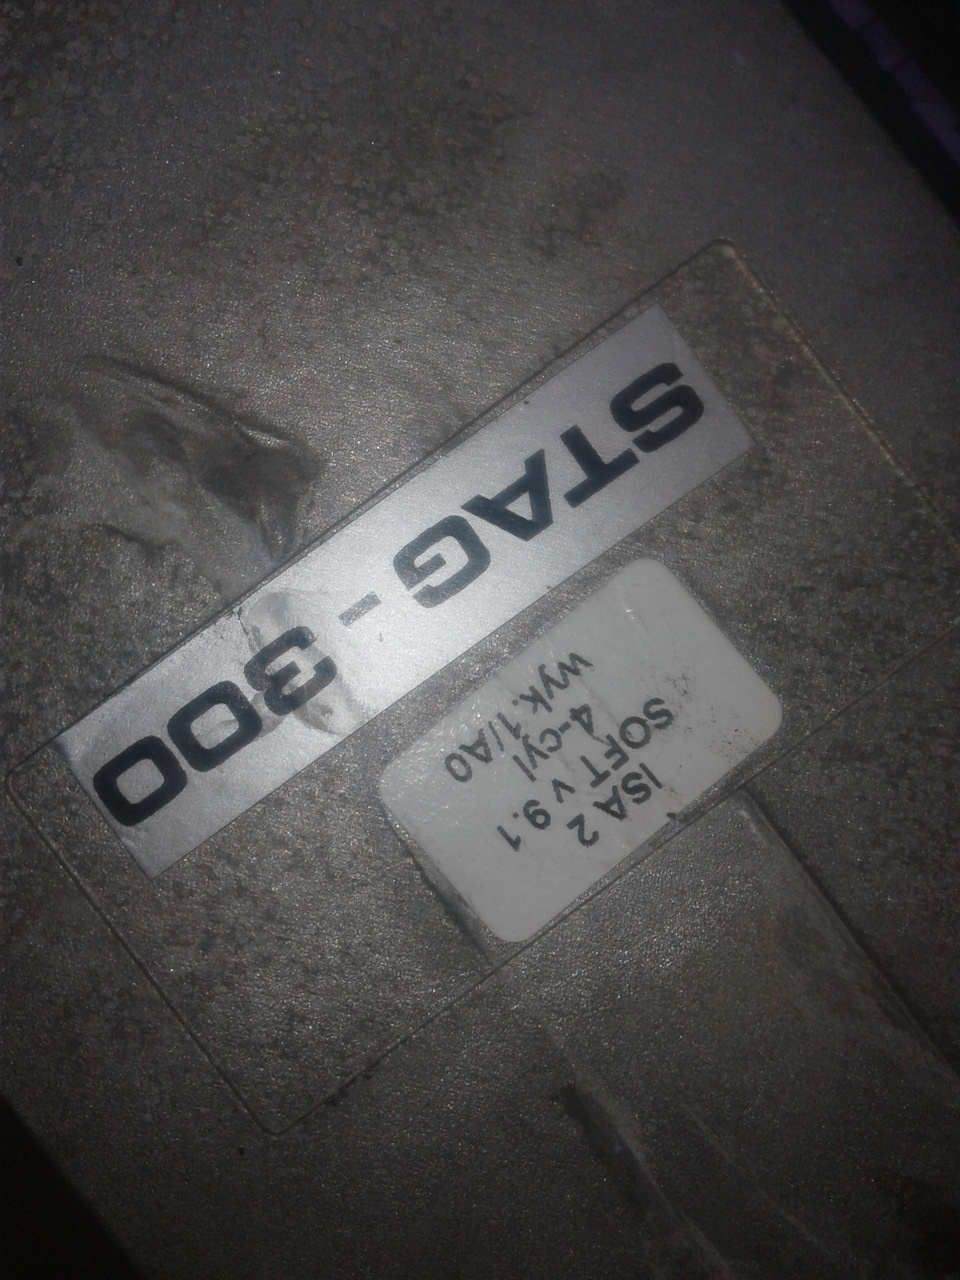 ISA 2
SOFT v 9.1
4-cyl
wyk.1/A0
STAG - 300